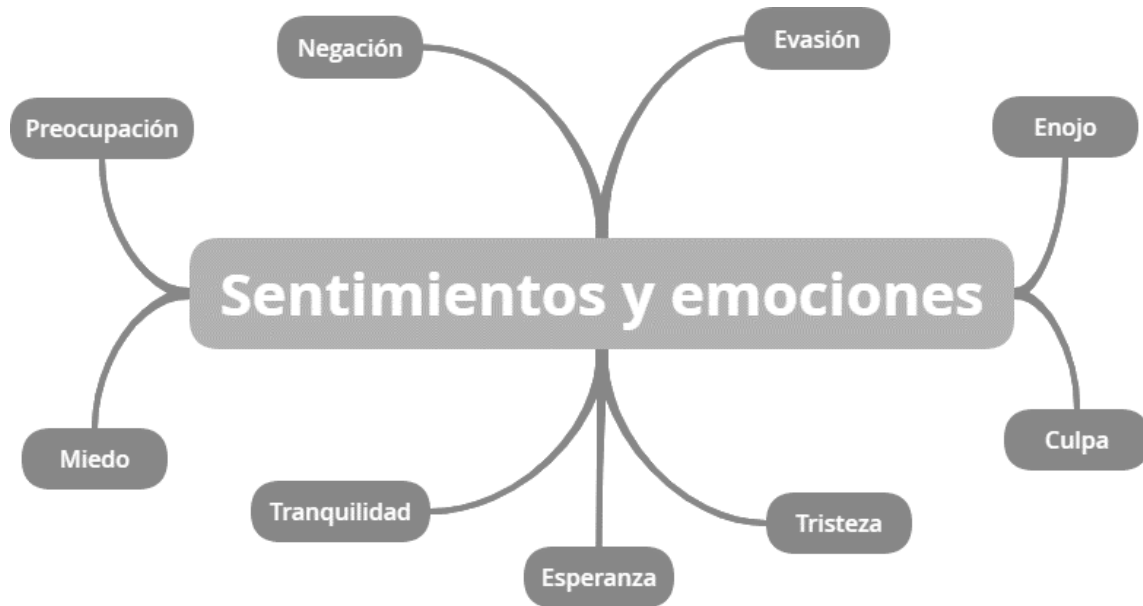 Negación
Evasión
Preocupación
Enojo
Sentimientos y emociones
Miedo
Culpa
Tranquilidad
Tristeza
Esperanza